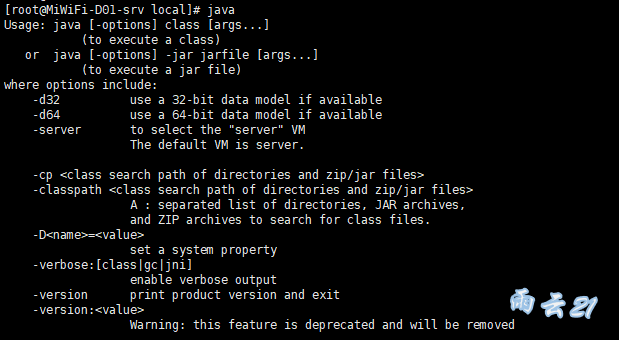 [root@MiWiFi-D01-srv local]# java
Usage: java [-options] class [args...]
           (to execute a class)
   or  java [-options] -jar jarfile [args...]
           (to execute a jar file)
where options include:
    -d32          use a 32-bit data model if available
    -d64          use a 64-bit data model if available
    -server       to select the "server" VM
                  The default VM is server.

    -cp <class search path of directories and zip/jar files>
    -classpath <class search path of directories and zip/jar files>
                  A : separated list of directories, JAR archives,
                  and ZIP archives to search for class files.
    -D<name>=<value>
                  set a system property
    -verbose:[class|gc|jni]
                  enable verbose output
    -version      print product version and exit
    -version:<value>
                  Warning: this feature is deprecated and will be removed
雨云21